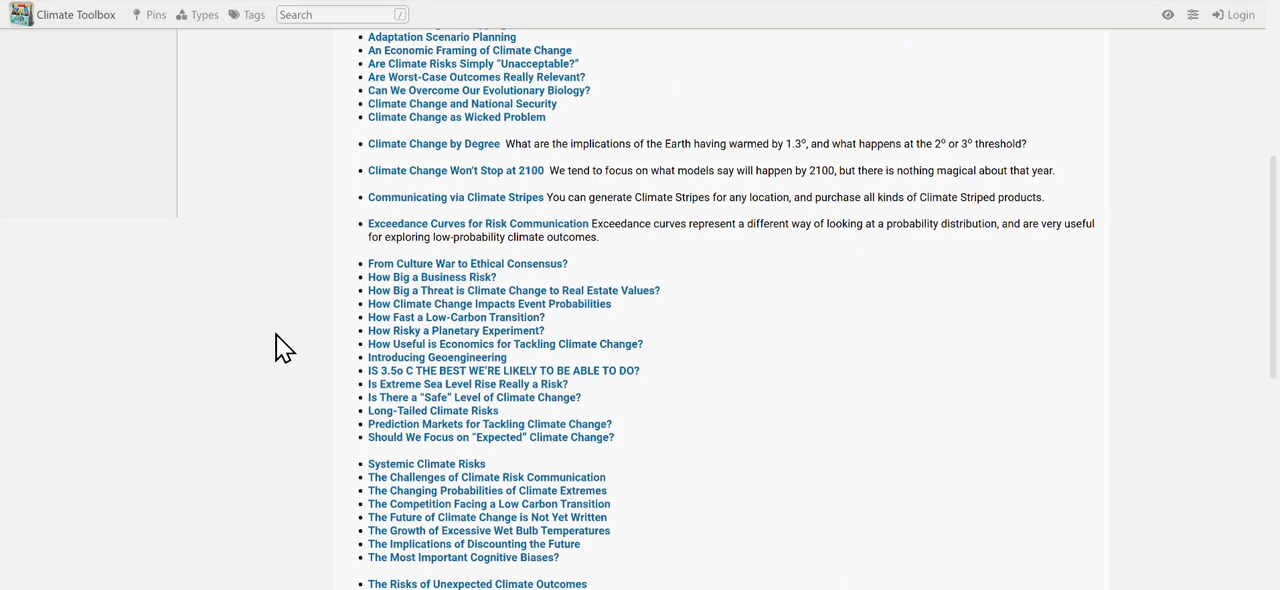 Climate Toolbox
Pins
Types
Tags
Search
/
Login
Adaptation Scenario Planning
An Economic Framing of Climate Change
Are Climate Risks Simply “Unacceptable?”
Are Worst-Case Outcomes Really Relevant?
Can We Overcome Our Evolutionary Biology?
Climate Change and National Security
Climate Change as Wicked Problem
Climate Change by Degree  What are the implications of the Earth having warmed by 1.3º, and what happens at the 2º or 3º threshold?
Climate Change Won't Stop at 2100  We tend to focus on what models say will happen by 2100, but there is nothing magical about that year.
Communicating via Climate Stripes You can generate Climate Stripes for any location, and purchase all kinds of Climate Striped products.
Exceedance Curves for Risk Communication Exceedance curves represent a different way of looking at a probability distribution, and are very useful
for exploring low-probability climate outcomes.
From Culture War to Ethical Consensus?
How Big a Business Risk?
How Big a Threat is Climate Change to Real Estate Values?
How Climate Change Impacts Event Probabilities
How Fast a Low-Carbon Transition?
How Risky a Planetary Experiment?
How Useful is Economics for Tackling Climate Change?
Introducing Geoengineering
IS 3.5o C THE BEST WE'RE LIKELY TO BE ABLE TO DO?
Is Extreme Sea Level Rise Really a Risk?
Is There a “Safe” Level of Climate Change?
Long-Tailed Climate Risks
Prediction Markets for Tackling Climate Change?
Should We Focus on “Expected” Climate Change?
Systemic Climate Risks
The Challenges of Climate Risk Communication
The Changing Probabilities of Climate Extremes
The Competition Facing a Low Carbon Transition
The Future of Climate Change is Not Yet Written
The Growth of Excessive Wet Bulb Temperatures
The Implications of Discounting the Future
The Most Important Cognitive Biases?
The Risks of Unexpected Climate Outcomes